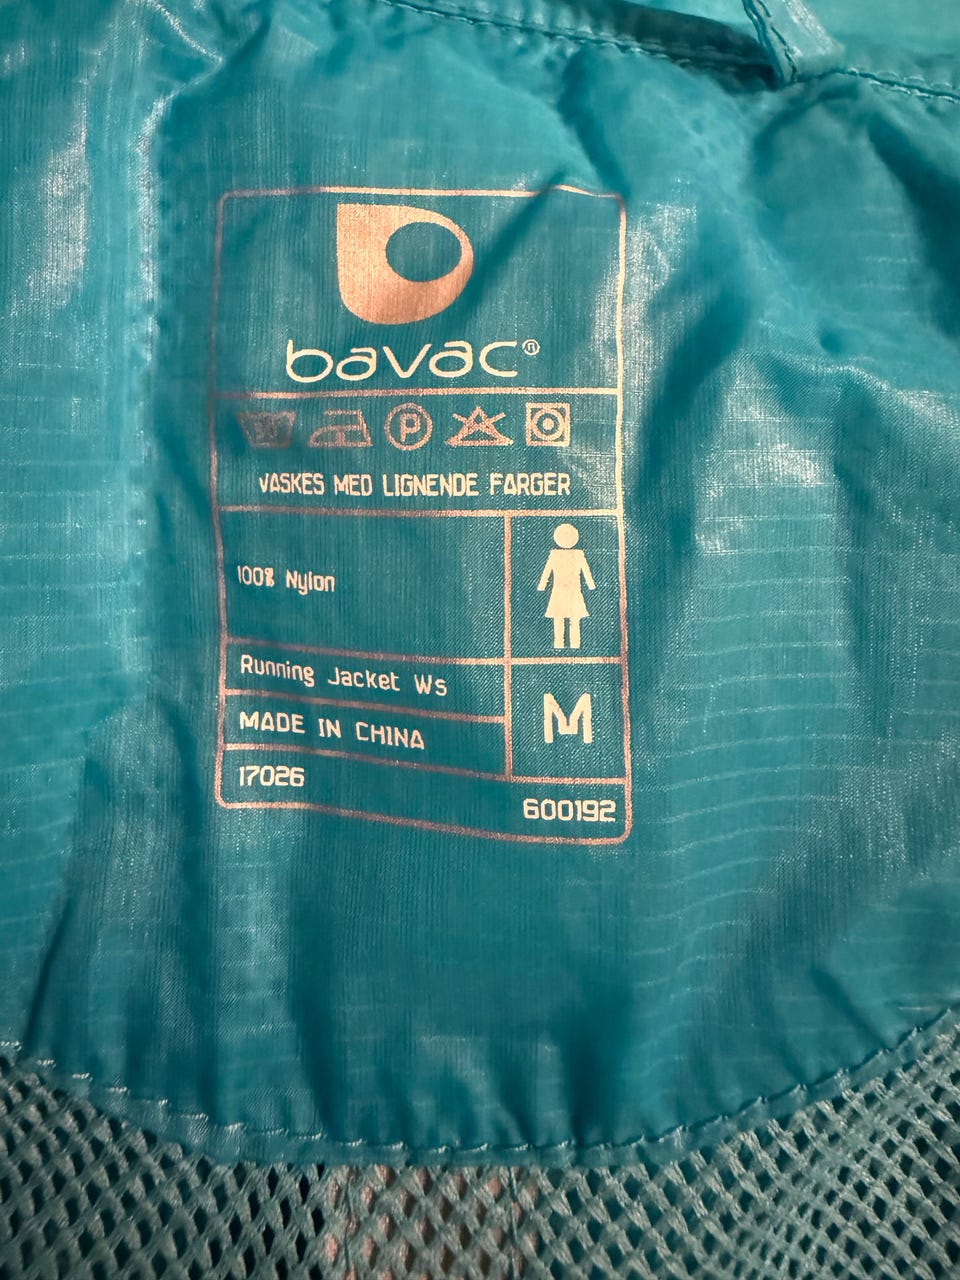 bavac®
P
VASKES MED LIGNENDE FARGER
100% Nylon
Running Jacket Ws
M
MADE IN CHINA
17026
600192